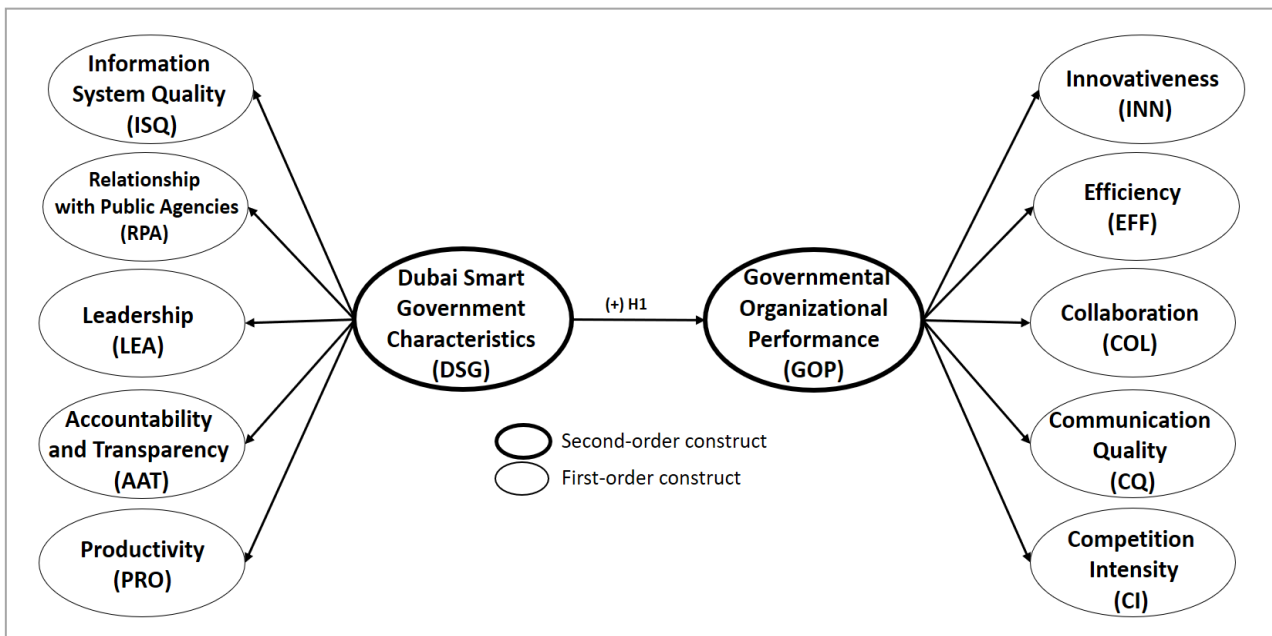 Information
System Quality
(ISQ)
Relationship
with Public Agencies
(RPA)
Leadership
(LEA)
Accountability
and Transparency
(AAT)
Productivity
(PRO)
Dubai Smart
Government
Characteristics
(DSG)
(+) H1
Governmental
Organizational
Performance
(GOP)
Innovativeness
(INN)
Efficiency
(EFF)
Collaboration
(COL)
Communication
Quality
(CQ)
Competition
Intensity
(CI)
Second-order construct
First-order construct